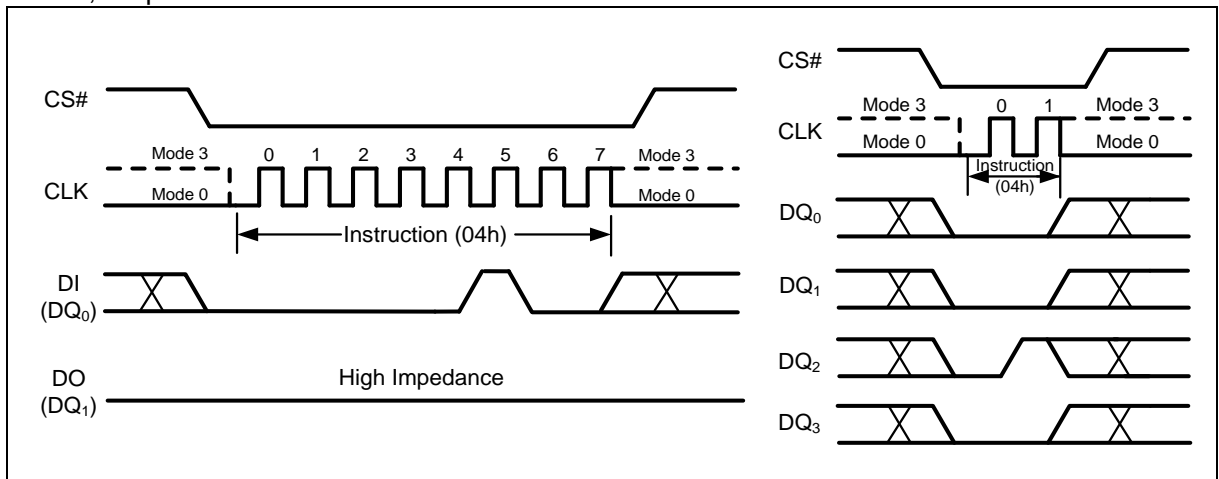 CS#
Mode 3 0 1 2 3 4 5 6 7 Mode 3
CLK
Mode 0 Mode 0
Instruction (04h)
DI
(DQ0)
DO
(DQ1)
High Impedance
CS#
Mode 3 0 1 Mode 3
CLK
Mode 0 Mode 0
Instruction
(04h)
DQ0
DQ1
DQ2
DQ3